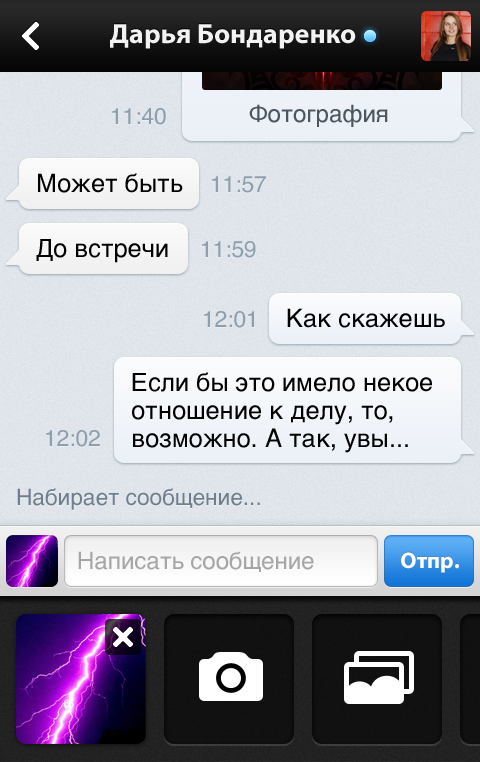 Дарья Бондаренко
11:40
Фотография
Может быть 11:57
До встречи 11:59
12:01 Как скажешь
Если бы это имело некое
отношение к делу, то,
12:02 возможно. А так, увы...
Набирает сообщение...
Написать сообщение Отпр.